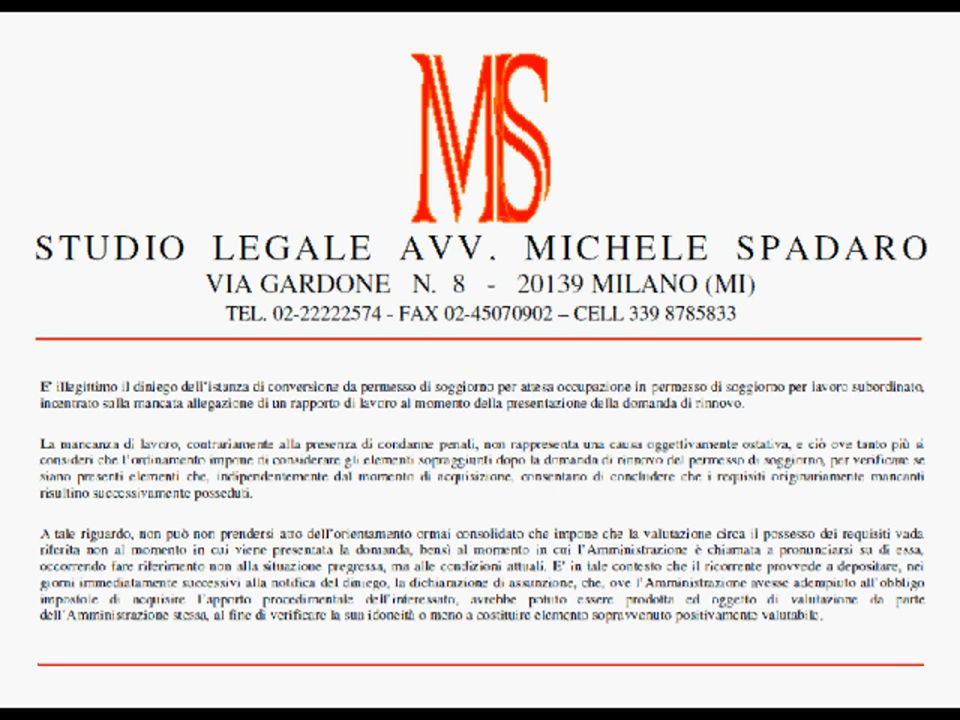 MS
STUDIO LEGALE AVV. MICHELE SPADARO
VIA GARDONE N. 8 - 20139 MILANO (MI)
TEL. 02-22222574 - FAX 02-45070902 – CELL 339 8785833
E' illegittimo il diniego dell'istanza di conversione da permesso di soggiorno per attesa occupazione in permesso di soggiorno per lavoro subordinato,
incentrato sulla mancata allegazione di un rapporto di lavoro al momento della presentazione della domanda di rinnovo.
La mancanza di lavoro, contrariamente alla presenza di condanne penali, non rappresenta una causa oggettivamente ostativa, e ciò ove tanto più si
consideri che l'ordinamento impone di considerare gli elementi sopraggiunti dopo la domanda di rinnovo del permesso di soggiorno, per verificare se
siano presenti elementi che, indipendentemente dal momento di acquisizione, consentano di concludere che i requisiti originariamente mancanti
risultino successivamente posseduti.
A tale riguardo, non può non prendersi atto dell'orientamento ormai consolidato che impone che la valutazione circa il possesso dei requisiti vada
riferita non al momento in cui viene presentata la domanda, bensì al momento in cui l'Amministrazione è chiamata a pronunciarsi su di essa,
occorrendo fare riferimento non alla situazione pregressa, ma alle condizioni attuali. E' in tale contesto che il ricorrente provvede a depositare, nei
giorni immediatamente successivi alla notifica del diniego, la dichiarazione di assunzione, che, ove l'Amministrazione avesse adempiuto all'obbligo
impostole di acquisire l'apporto procedimentale dell'interessato, avrebbe potuto essere prodotta ed oggetto di valutazione da parte
dell'Amministrazione stessa, al fine di verificare la sua idoneità o meno a costituire elemento sopravvenuto positivamente valutabile.